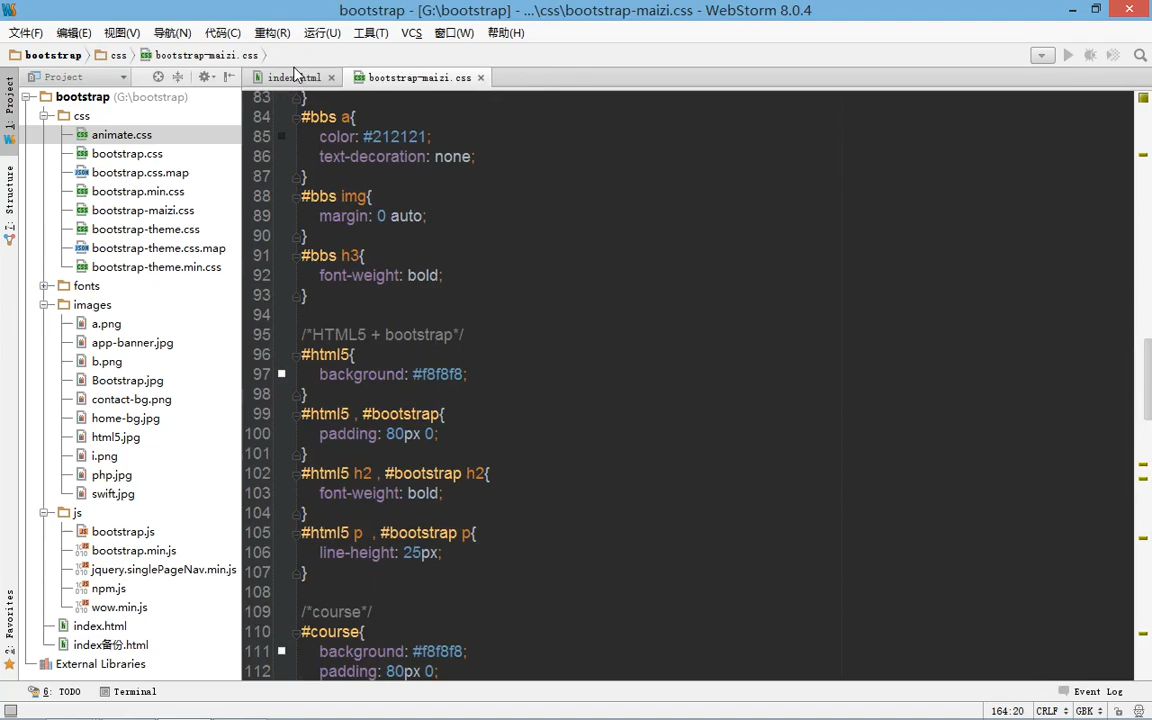 bootstrap - [G:\bootstrap] - ...\css\bootstrap-maizi.css - WebStorm 8.0.4
文件(F) 编辑(E) 视图(V) 导航(N) 代码(C) 重构(R) 运行(U) 工具(T) VCS 窗口(W) 帮助(H)
bootstrap css bootstrap-maizi.css
Project index.html bootstrap-maizi.css
1: Project
7: Structure
2: Favorites
bootstrap (G:\bootstrap)
css
animate.css
bootstrap.css
bootstrap.css.map
bootstrap.min.css
bootstrap-maizi.css
bootstrap-theme.css
bootstrap-theme.css.map
bootstrap-theme.min.css
fonts
images
a.png
app-banner.jpg
b.png
Bootstrap.jpg
contact-bg.png
home-bg.jpg
html5.jpg
i.png
php.jpg
swift.jpg
js
bootstrap.js
bootstrap.min.js
jquery.singlePageNav.min.js
npm.js
wow.min.js
index.html
index备份.html
External Libraries
83 }
84 #bbs a{
85 color: #212121;
86 text-decoration: none;
87 }
88 #bbs img{
89 margin: 0 auto;
90 }
91 #bbs h3{
92 font-weight: bold;
93 }
94
95 /*HTML5 + bootstrap*/
96 #html5{
97 background: #f8f8f8;
98 }
99 #html5 , #bootstrap{
100 padding: 80px 0;
101 }
102 #html5 h2 , #bootstrap h2{
103 font-weight: bold;
104 }
105 #html5 p , #bootstrap p{
106 line-height: 25px;
107 }
108
109 /*course*/
110 #course{
111 background: #f8f8f8;
112 padding: 80px 0;
6: TODO Terminal Event Log
164:20 CRLF GBK